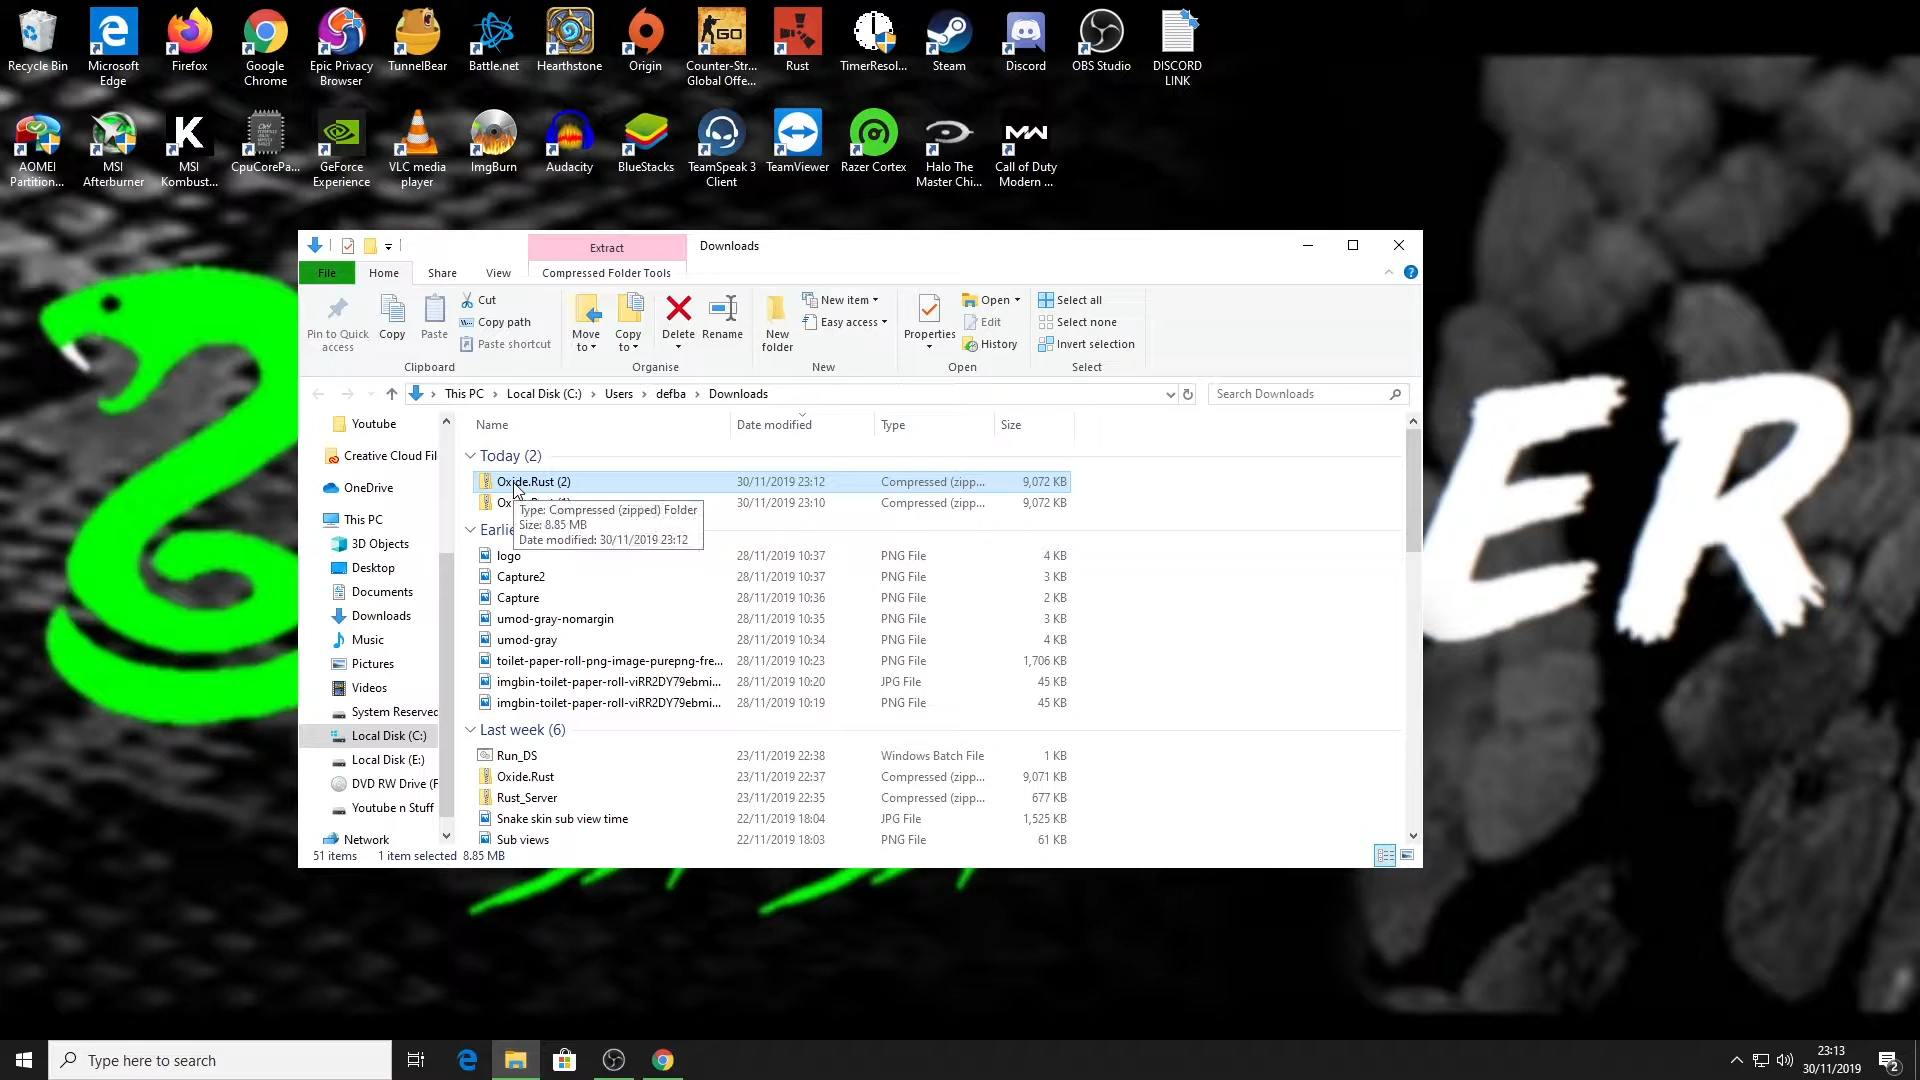 Recycle Bin
Microsoft Edge
Firefox
Google Chrome
Epic Privacy Browser
TunnelBear
Battle.net
Hearthstone
Origin
Counter-Str... Global Offe...
Rust
TimerResol...
Steam
Discord
OBS Studio
DISCORD LINK
AOMEI Partition...
MSI Afterburner
MSI Kombust...
CpuCorePa...
GeForce Experience
VLC media player
ImgBurn
Audacity
BlueStacks
TeamSpeak 3 Client
TeamViewer
Razer Cortex
Halo The Master Chi...
Call of Duty Modern ...
Extract
Downloads
File
Home
Share
View
Compressed Folder Tools
Pin to Quick access
Copy
Paste
Cut
Copy path
Paste shortcut
Clipboard
Move to
Copy to
Delete
Rename
Organise
New folder
New item
Easy access
New
Properties
Open
Edit
History
Open
Select all
Select none
Invert selection
Select
This PC > Local Disk (C:) > Users > defba > Downloads
Search Downloads
Youtube
Creative Cloud Fil
OneDrive
This PC
3D Objects
Desktop
Documents
Downloads
Music
Pictures
Videos
System Reserved
Local Disk (C:)
Local Disk (E:)
DVD RW Drive (F
Youtube n Stuff
Network
Name Date modified Type Size
Today (2)
Oxide.Rust (2) 30/11/2019 23:12 Compressed (zipp... 9,072 KB
Ox 30/11/2019 23:10 Compressed (zipp... 9,072 KB
Type: Compressed (zipped) Folder
Size: 8.85 MB
Date modified: 30/11/2019 23:12
Earlie
logo 28/11/2019 10:37 PNG File 4 KB
Capture2 28/11/2019 10:37 PNG File 3 KB
Capture 28/11/2019 10:36 PNG File 2 KB
umod-gray-nomargin 28/11/2019 10:35 PNG File 3 KB
umod-gray 28/11/2019 10:34 PNG File 4 KB
toilet-paper-roll-png-image-purepng-fre... 28/11/2019 10:23 PNG File 1,706 KB
imgbin-toilet-paper-roll-viRR2DY79ebmi... 28/11/2019 10:20 JPG File 45 KB
imgbin-toilet-paper-roll-viRR2DY79ebmi... 28/11/2019 10:19 PNG File 45 KB
Last week (6)
Run_DS 23/11/2019 22:38 Windows Batch File 1 KB
Oxide.Rust 23/11/2019 22:37 Compressed (zipp... 9,071 KB
Rust_Server 23/11/2019 22:35 Compressed (zipp... 677 KB
Snake skin sub view time 22/11/2019 18:04 JPG File 1,525 KB
Sub views 22/11/2019 18:03 PNG File 61 KB
51 items 1 item selected 8.85 MB
ER
Type here to search
23:13
30/11/2019
2